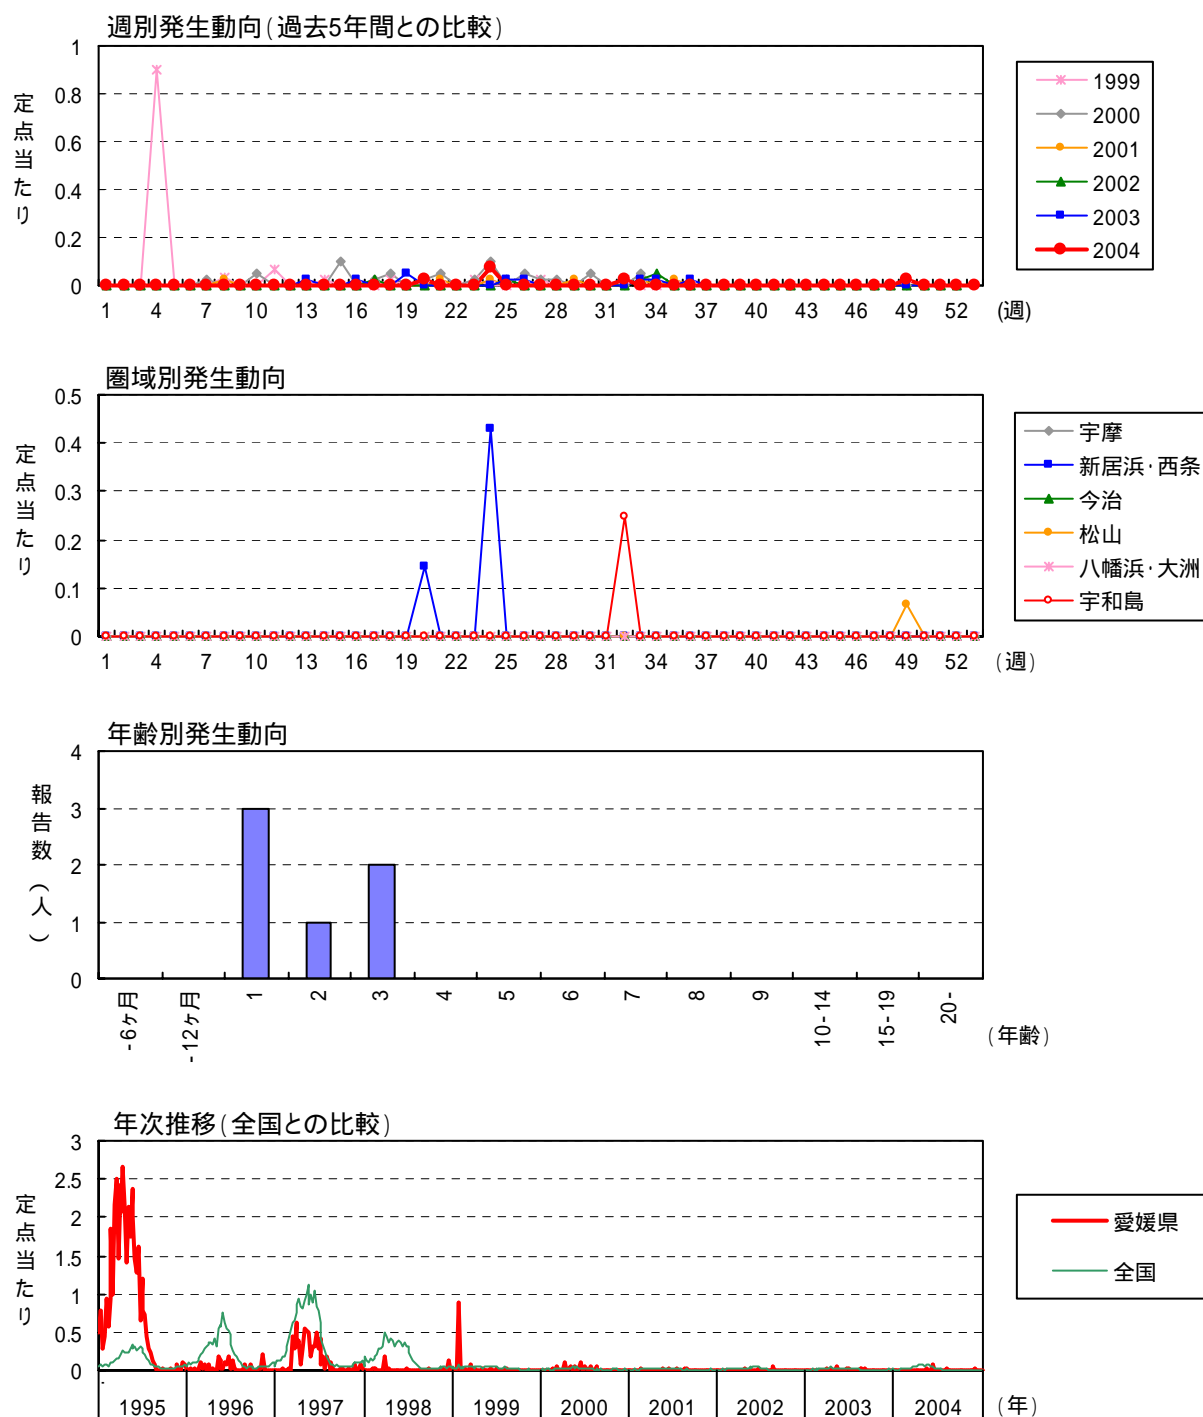 週別発生動向(過去5年間との比較)
定点当たり
1
0.8
0.6
0.4
0.2
0
1 4 7 10 13 16 19 22 25 28 31 34 37 40 43 46 49 52 (週)
1999
2000
2001
2002
2003
2004
圏域別発生動向
定点当たり
0.5
0.4
0.3
0.2
0.1
0
1 4 7 10 13 16 19 22 25 28 31 34 37 40 43 46 49 52 (週)
宇摩
新居浜・西条
今治
松山
八幡浜・大洲
宇和島
年齢別発生動向
報告数(人)
4
3
2
1
0
-6ヶ月 -12ヶ月 1 2 3 4 5 6 7 8 9 10-14 15-19 20- (年齢)
年次推移(全国との比較)
定点当たり
3
2.5
2
1.5
1
0.5
0
1995 1996 1997 1998 1999 2000 2001 2002 2003 2004 (年)
愛媛県
全国